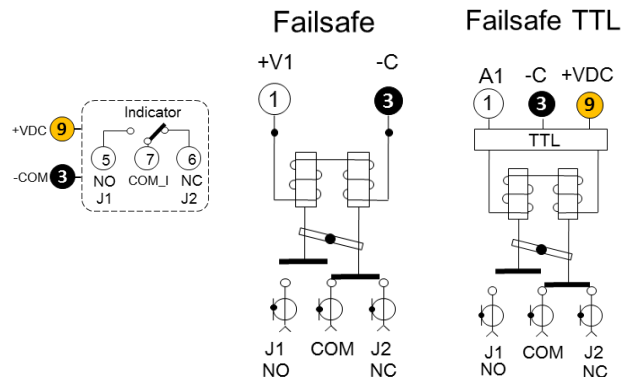 Failsafe
Failsafe TTL
+V1
-C
A1
-C
+VDC
1
3
1
3
9
TTL
Indicator
+VDC
9
5
7
6
-COM
3
NO
COM_I
NC
J1
J2
J1
COM
J2
NO
NC
J1
COM
J2
NO
NC